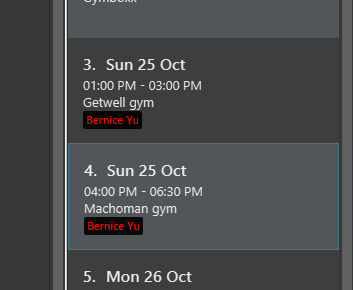 Gymboxx
3. Sun 25 Oct
01:00 PM - 03:00 PM
Getwell gym
Bernice Yu
4. Sun 25 Oct
04:00 PM - 06:30 PM
Machoman gym
Bernice Yu
5. Mon 26 Oct